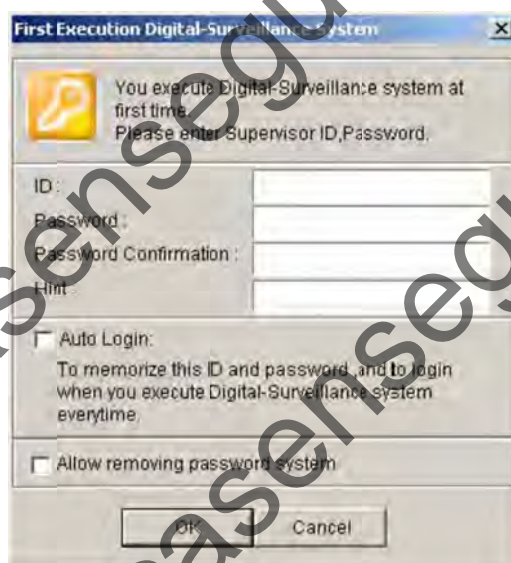 First Execution Digital-Surveillance System
You execute Digital-Surveillance system at
first time.
Please enter Supervisor ID,Password.
ID :
Password :
Password Confirmation :
Hint
Auto Login:
To memorize this ID and password ,and to login
when you execute Digital-Surveillance system
everytime.
Allow removing password system
OK
Cancel